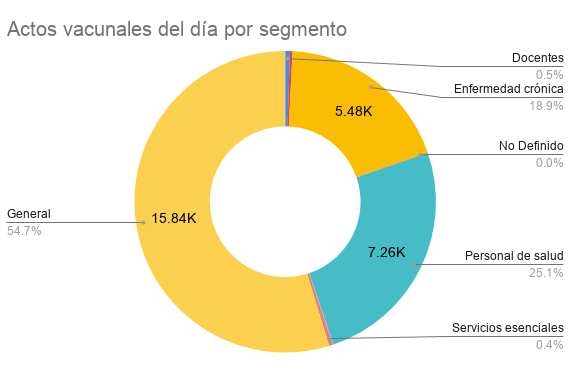 Actos vacunales del día por segmento
Docentes
0.5%
Enfermedad crónica
18.9%
5.48K
No Definido
0.0%
General
54.7%
15.84K
7.26K
Personal de salud
25.1%
Servicios esenciales
0.4%